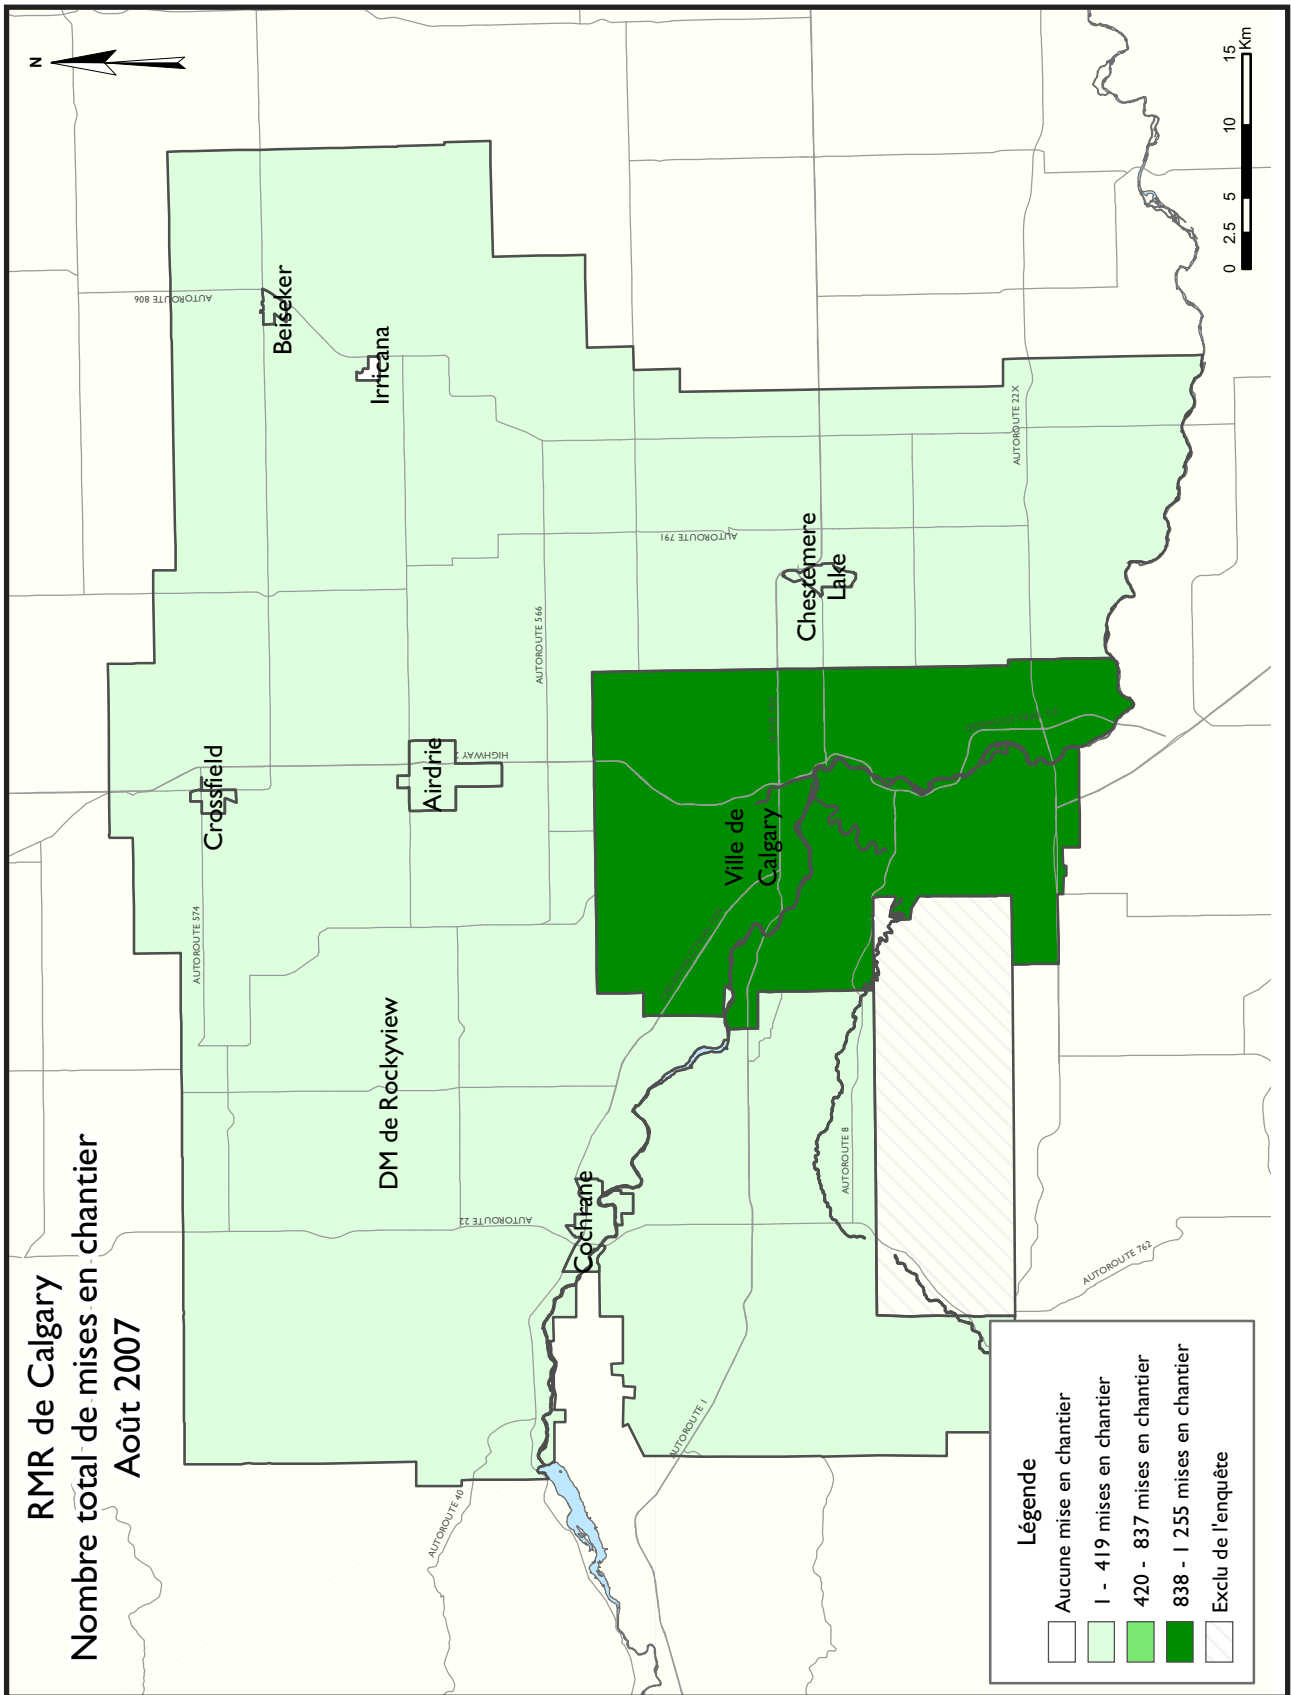 RMR de Calgary
Nombre total de mises en chantier
Août 2007
N
AUTOROUTE 806
Beiseker
Irricana
Crossfield
Airdrie
HIGHWAY 2
AUTOROUTE 574
AUTOROUTE 566
AUTOROUTE 791
AUTOROUTE 22X
Chestemere
Lake
Ville de
Calgary
DM de Rockyview
AUTOROUTE 22
Cochrane
AUTOROUTE 8
AUTOROUTE 1
AUTOROUTE 40
AUTOROUTE 762
Légende
Aucune mise en chantier
1 - 419 mises en chantier
420 - 837 mises en chantier
838 - 1 255 mises en chantier
Exclu de l'enquête
0 2.5 5 10 15
Km